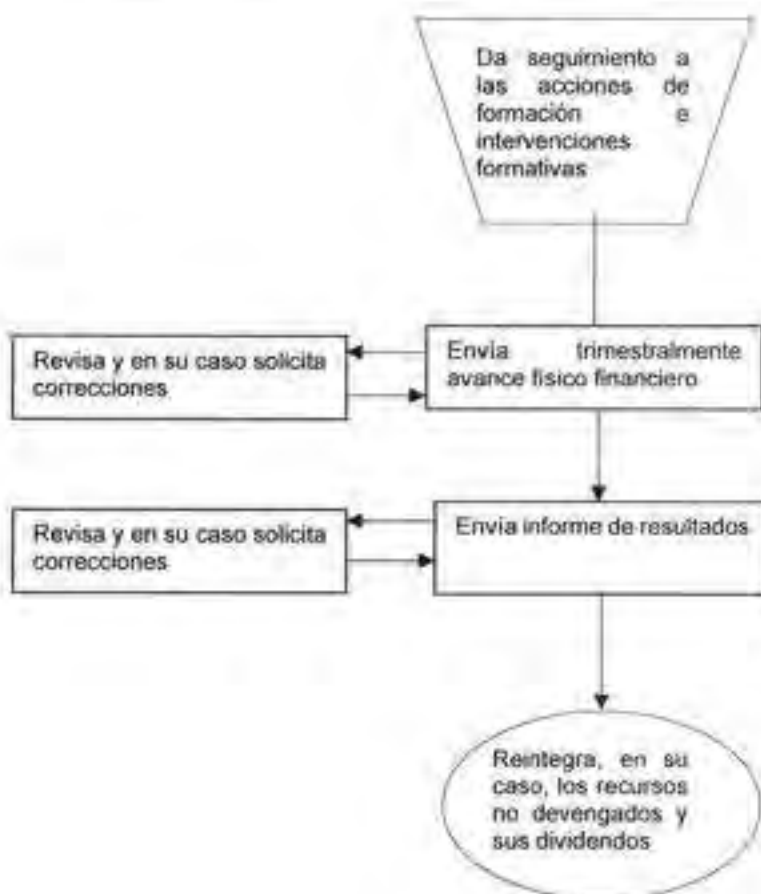 Da seguimiento a
las acciones de
formación e
intervenciones
formativas
Envía trimestralmente
avance físico financiero
Revisa y en su caso solicita
correcciones
Envía informe de resultados
Revisa y en su caso solicita
correcciones
Reintegra, en su
caso, los recursos
no devengados y
sus dividendos